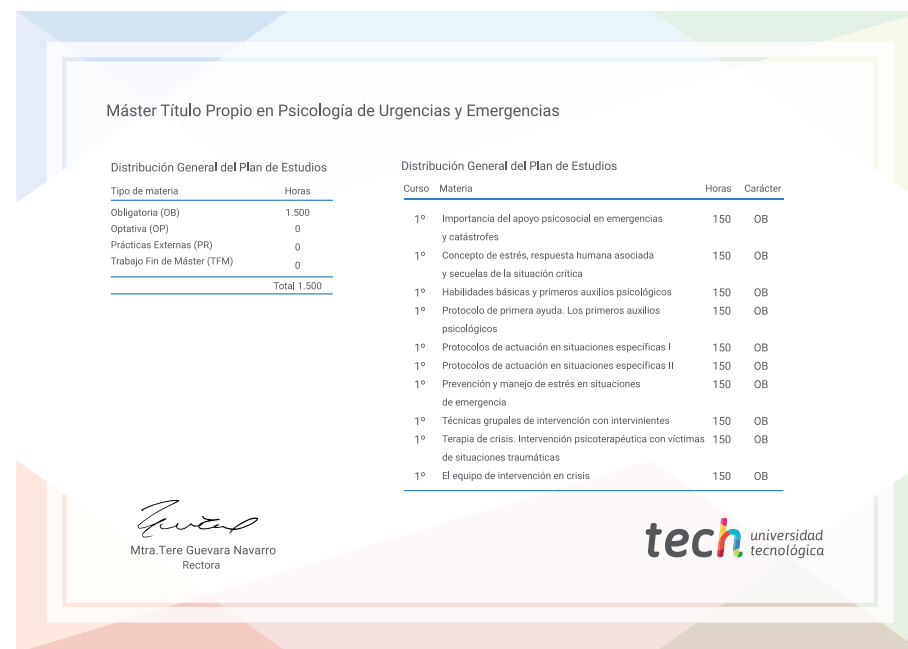 Máster Título Propio en Psicología de Urgencias y Emergencias
Distribución General del Plan de Estudios
Tipo de materia Horas
Obligatoria (OB) 1.500
Optativa (OP) 0
Prácticas Externas (PR) 0
Trabajo Fin de Máster (TFM) 0
Total 1.500
Distribución General del Plan de Estudios
Curso Materia Horas Carácter
1º Importancia del apoyo psicosocial en emergencias 150 OB
y catástrofes
1º Concepto de estrés, respuesta humana asociada 150 OB
y secuelas de la situación crítica
1º Habilidades básicas y primeros auxilios psicológicos 150 OB
1º Protocolo de primera ayuda. Los primeros auxilios 150 OB
psicológicos
1º Protocolos de actuación en situaciones específicas I 150 OB
1º Protocolos de actuación en situaciones específicas II 150 OB
1º Prevención y manejo de estrés en situaciones 150 OB
de emergencia
1º Técnicas grupales de intervención con intervinientes 150 OB
1º Terapia de crisis. Intervención psicoterapéutica con víctimas 150 OB
de situaciones traumáticas
1º El equipo de intervención en crisis 150 OB
Mtra.Tere Guevara Navarro
Rectora
tech universidad
tecnológica